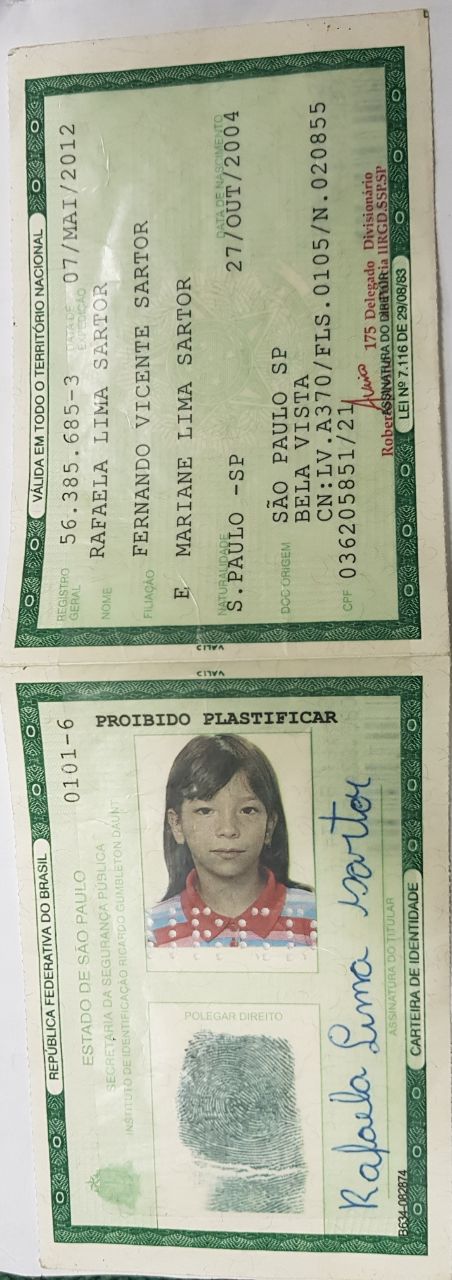 VÁLIDA EM TODO O TERRITÓRIO NACIONAL
REGISTRO GERAL 56.385.685-3 DATA DE EXPEDIÇÃO 07/MAI/2012
NOME RAFAELA LIMA SARTOR
FILIAÇÃO FERNANDO VICENTE SARTOR
E MARIANE LIMA SARTOR
NATURALIDADE S.PAULO -SP DATA DE NASCIMENTO 27/OUT/2004
DOC ORIGEM SÃO PAULO SP
BELA VISTA
CN:LV.A370/FLS.0105/N.020855
CPF 036205851/21
175 Delegado Divisionário
IIRGD.SSP.SP
ASSINATURA DO DIRETOR
LEI Nº 7.116 DE 29/08/83
VALID
VALID
REPÚBLICA FEDERATIVA DO BRASIL
0101-6
ESTADO DE SÃO PAULO
SECRETARIA DA SEGURANÇA PÚBLICA
INSTITUTO DE IDENTIFICAÇÃO RICARDO GUMBLETON DAUNT
PROIBIDO PLASTIFICAR
POLEGAR DIREITO
Rafaela Lima Sartor
ASSINATURA DO TITULAR
CARTEIRA DE IDENTIDADE
B634-082874